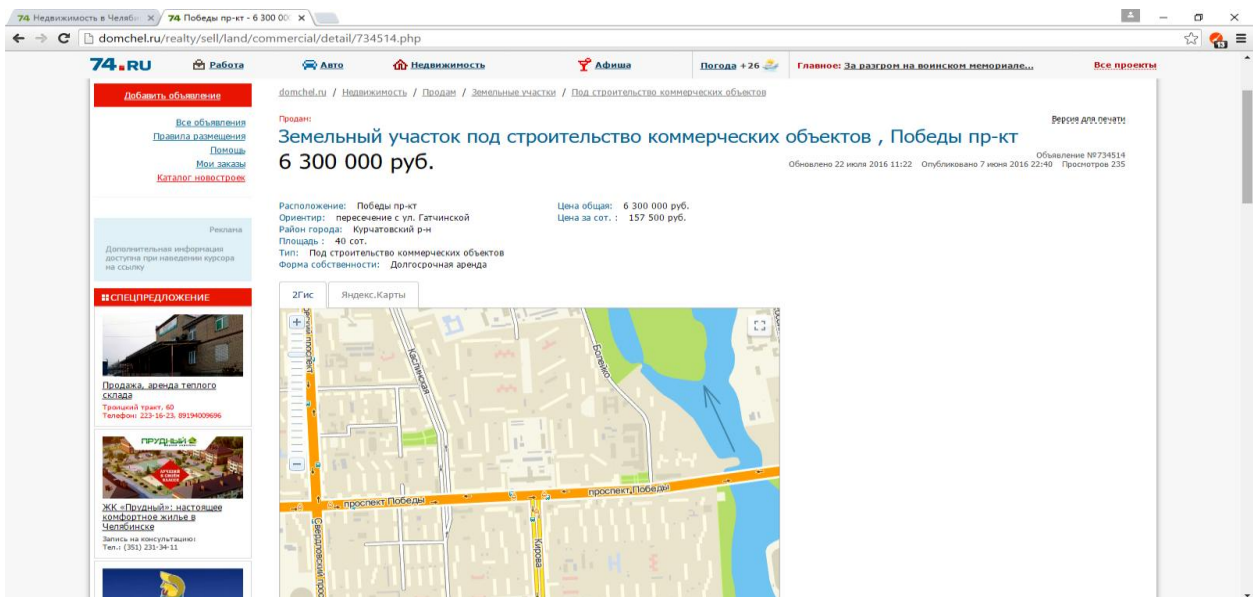 74 Недвижимость в Челяби
74 Победы пр-кт - 6 300 00
domchel.ru/realty/sell/land/commercial/detail/734514.php
74.RU Работа Авто Недвижимость Афиша Погода +26 Главное: За разгром на воинском мемориале... Все проекты
Добавить объявление
Все объявления
Правила размещения
Помощь
Мои заказы
Каталог новостроек
Реклама
Дополнительная информация
доступна при наведении курсора
на ссылку
СПЕЦПРЕДЛОЖЕНИЕ
Продажа, аренда теплого
склада
Троицкий тракт, 60
Телефон: 223-16-23, 89194009696
ПРУДНЫЙ
ЖК «Прудный»: настоящее
комфортное жилье в
Челябинске
Запись на консультацию:
Тел.: (351) 231-34-11
domchel.ru / Недвижимость / Продам / Земельные участки / Под строительство коммерческих объектов
Продам:
Версия для печати
Земельный участок под строительство коммерческих объектов , Победы пр-кт
6 300 000 руб.
Объявление №734514
Обновлено 22 июля 2016 11:22 Опубликовано 7 июня 2016 22:40 Просмотров 235
Расположение: Победы пр-кт
Ориентир: пересечение с ул. Гатчинской
Район города: Курчатовский р-н
Площадь : 40 сот.
Тип: Под строительство коммерческих объектов
Форма собственности: Долгосрочная аренда
Цена общая: 6 300 000 руб.
Цена за сот. : 157 500 руб.
2Гис Яндекс.Карты
Каслинская
Болейко
проспект Победы
проспект Победы
Свердловский прос
Кирова